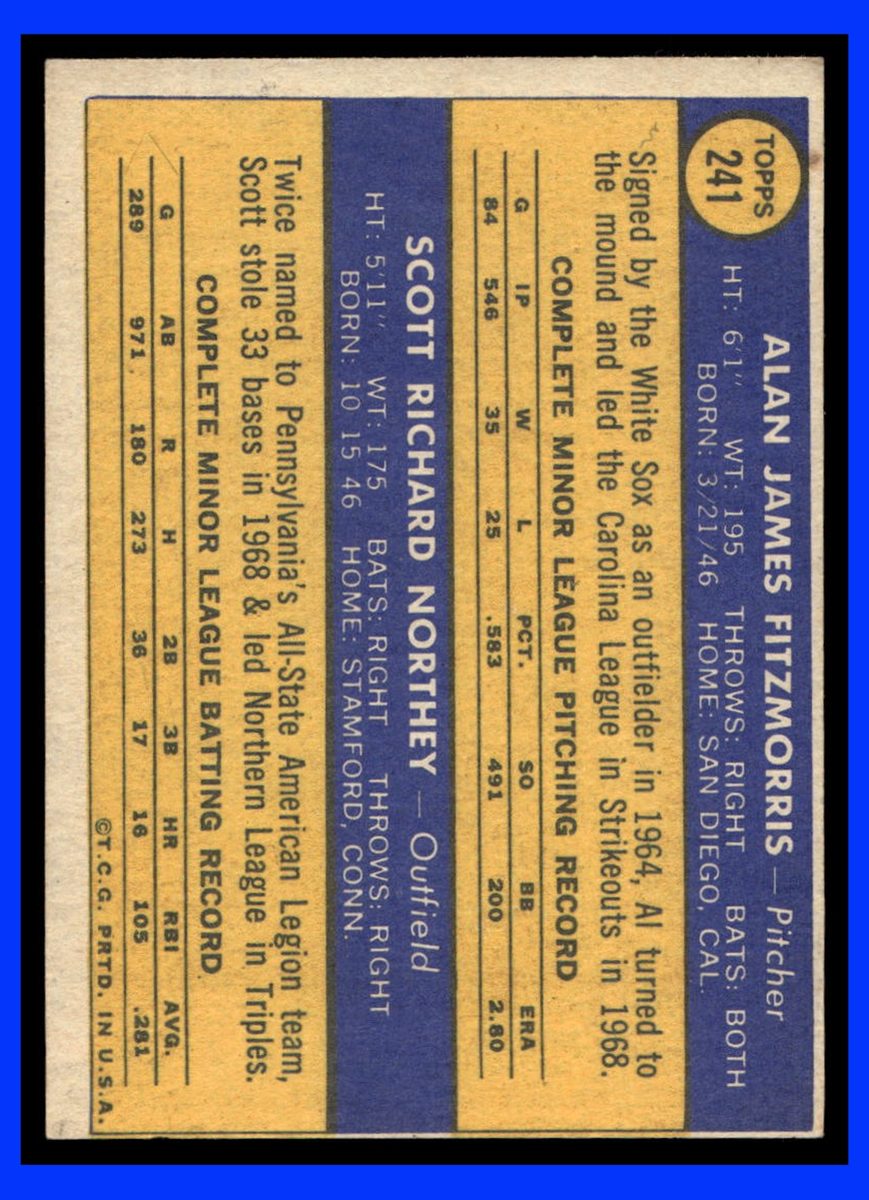 TOPPS
241
ALAN JAMES FITZMORRIS — Pitcher
HT: 6'1" WT: 195 THROWS: RIGHT BATS: BOTH
BORN: 3/21/46 HOME: SAN DIEGO, CAL.
Signed by the White Sox as an outfielder in 1964, Al turned to
the mound and led the Carolina League in Strikeouts in 1968.
COMPLETE MINOR LEAGUE PITCHING RECORD
G IP W L PCT. SO BB ERA
84 546 35 25 .583 491 200 2.80
SCOTT RICHARD NORTHEY — Outfield
HT: 5'11" WT: 175 BATS: RIGHT THROWS: RIGHT
BORN: 10 15 46 HOME: STAMFORD, CONN.
Twice named to Pennsylvania's All-State American Legion team,
Scott stole 33 bases in 1968 & led Northern League in Triples.
COMPLETE MINOR LEAGUE BATTING RECORD
G AB R H 2B 3B HR RBI AVG.
289 971 180 273 36 17 16 105 .281
©T.C.G. PRTD. IN U.S.A.